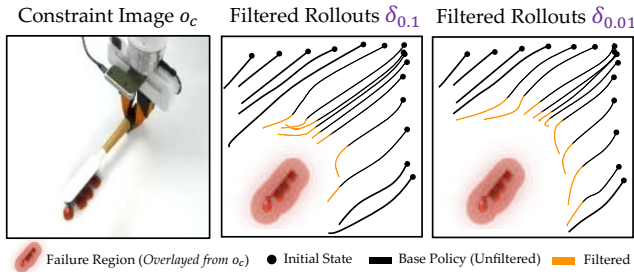 Constraint Image o_c
Filtered Rollouts δ_0.1
Filtered Rollouts δ_0.01
Failure Region (Overlayed from o_c)
Initial State
Base Policy (Unfiltered)
Filtered